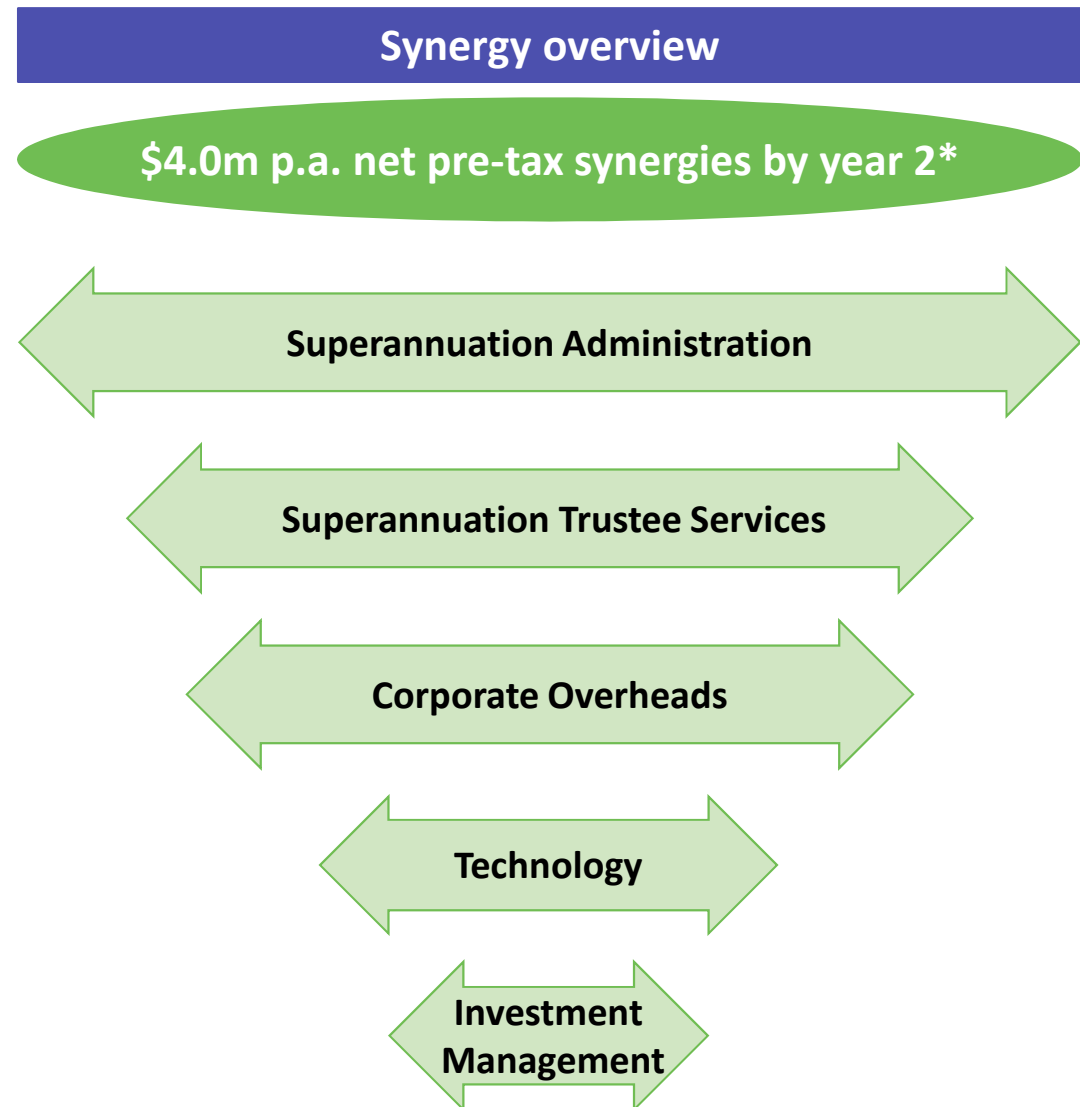 Synergy overview
$4.0m p.a. net pre-tax synergies by year 2*
Superannuation Administration
Superannuation Trustee Services
Corporate Overheads
Technology
Investment
Management